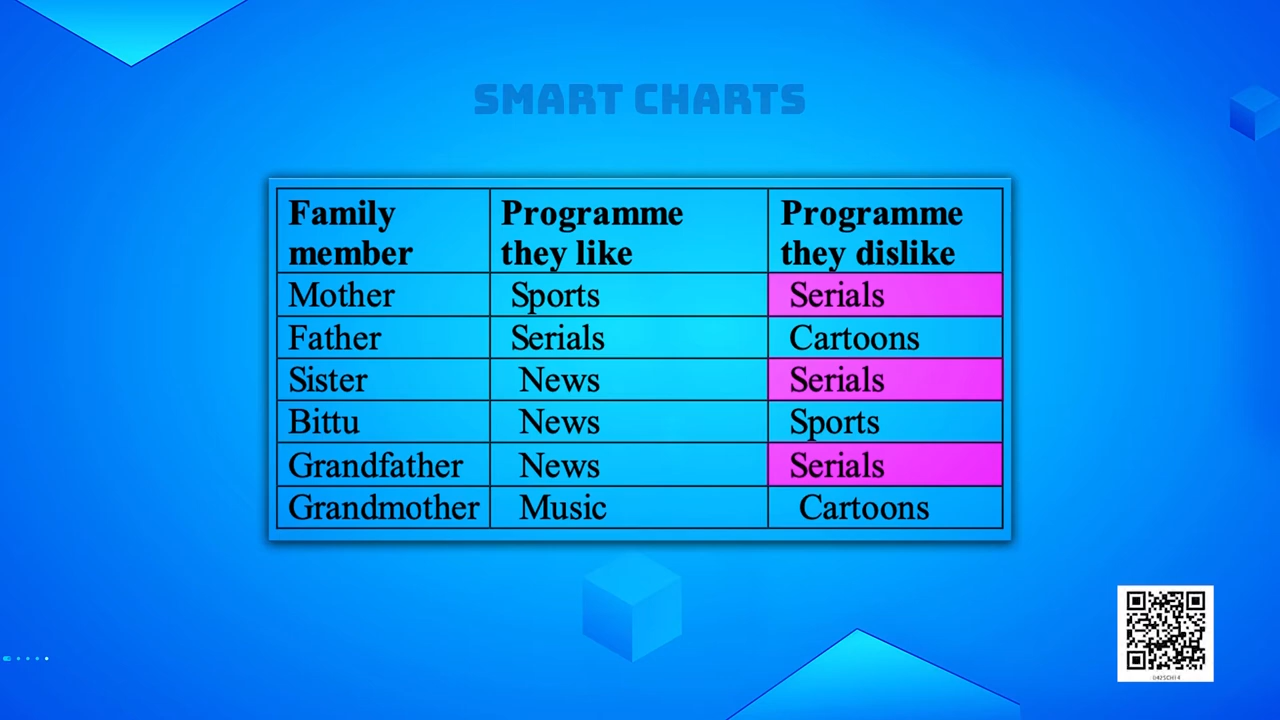 SMART CHARTS
Family member | Programme they like | Programme they dislike
Mother | Sports | Serials
Father | Serials | Cartoons
Sister | News | Serials
Bittu | News | Sports
Grandfather | News | Serials
Grandmother | Music | Cartoons
0425CH14